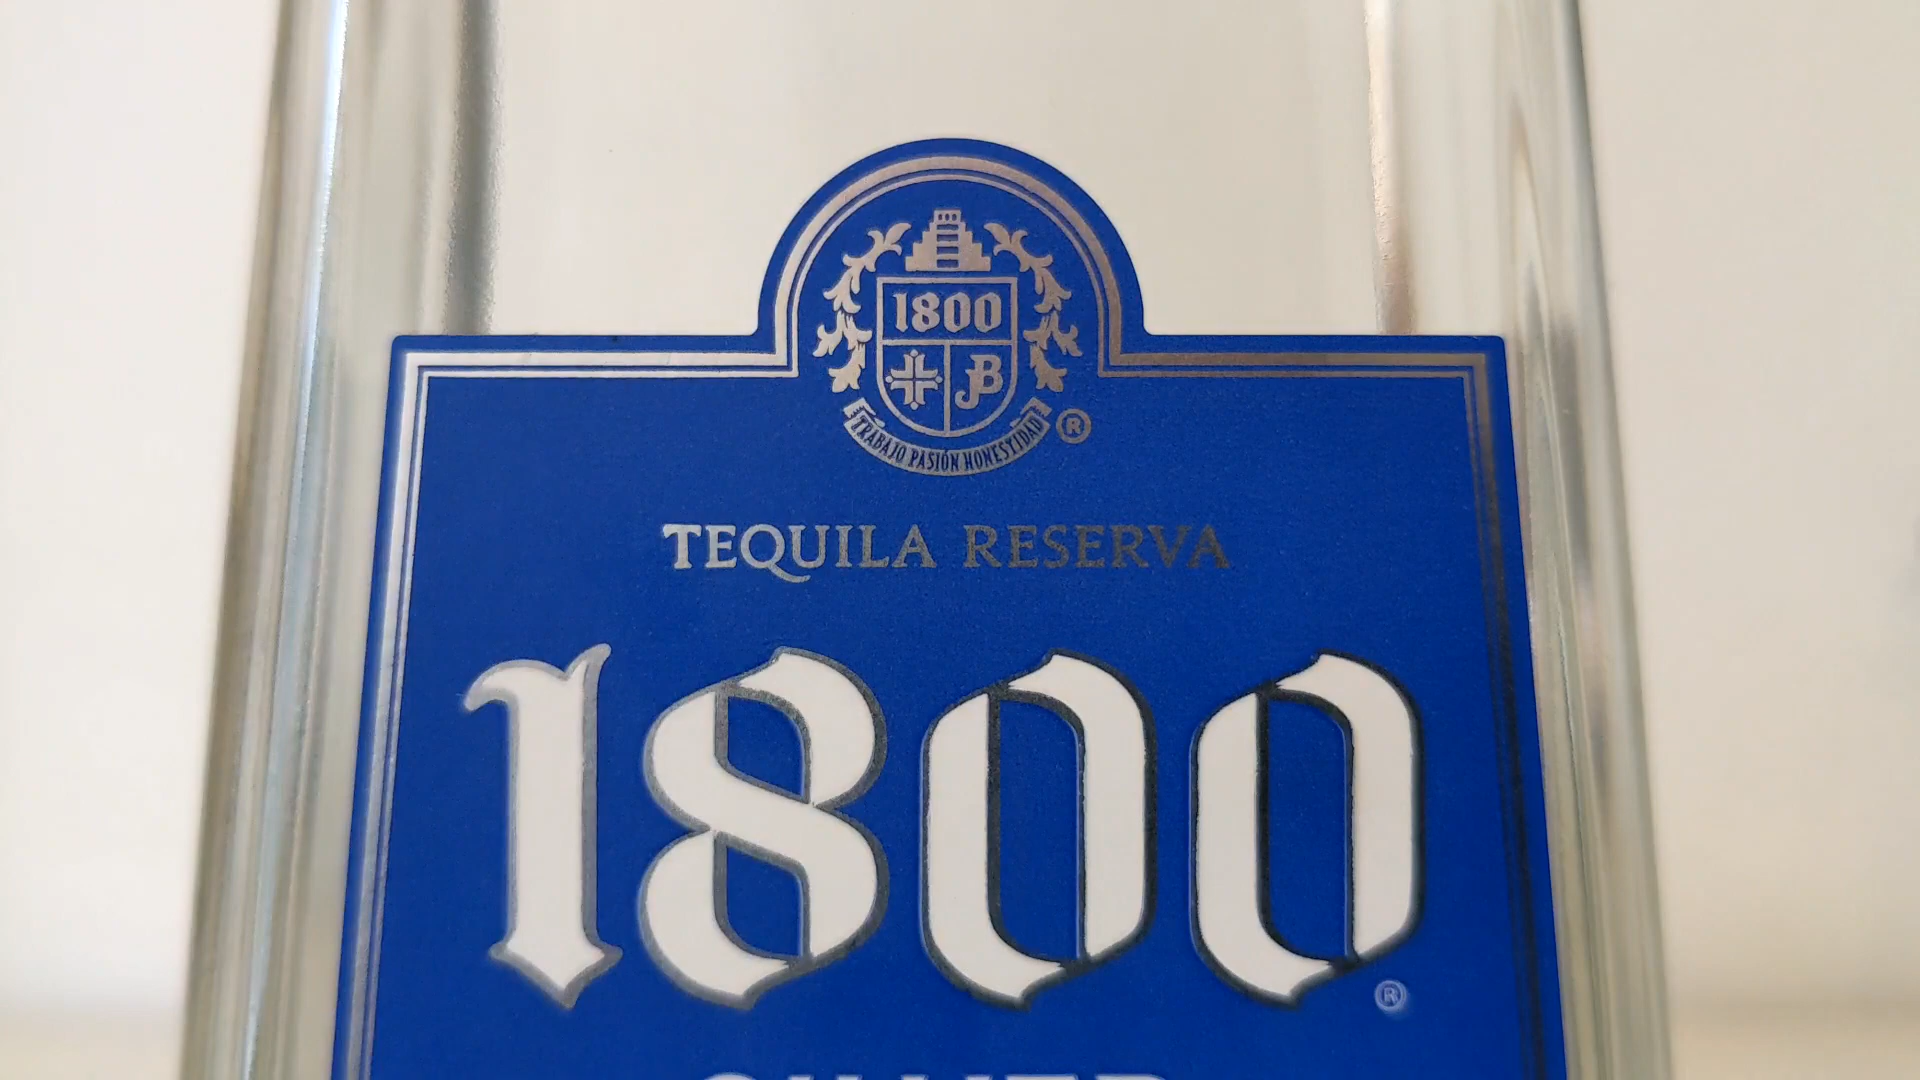 1800
JB
TRABAJO PASIÓN HONESTIDAD ®
TEQUILA RESERVA
1800 ®